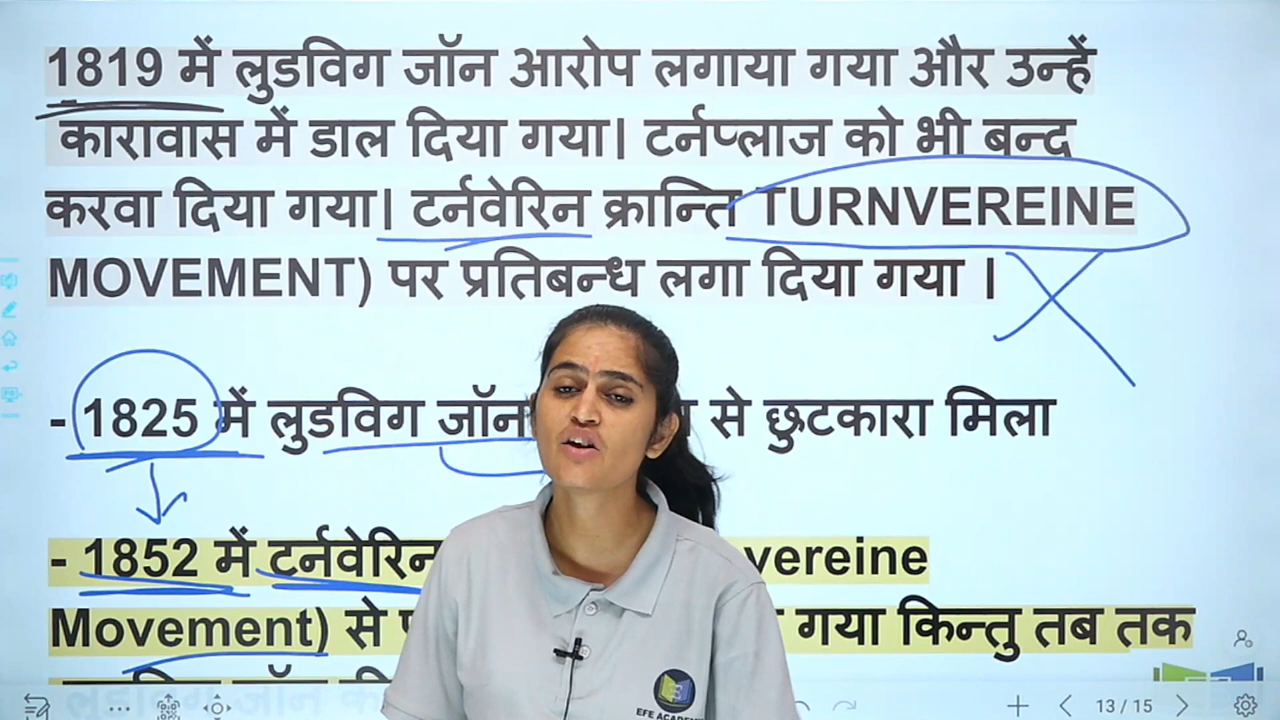 1819 में लुडविग जॉन आरोप लगाया गया और उन्हें
कारावास में डाल दिया गया। टर्नप्लाज को भी बन्द
करवा दिया गया। टर्नवेरिन क्रान्ति TURNVEREINE
MOVEMENT) पर प्रतिबन्ध लगा दिया गया ।
- 1825 में लुडविग जॉन से छुटकारा मिला
- 1852 में टर्नवेरिन vereine
Movement) से गया किन्तु तब तक
EFE ACADEM
13 / 15